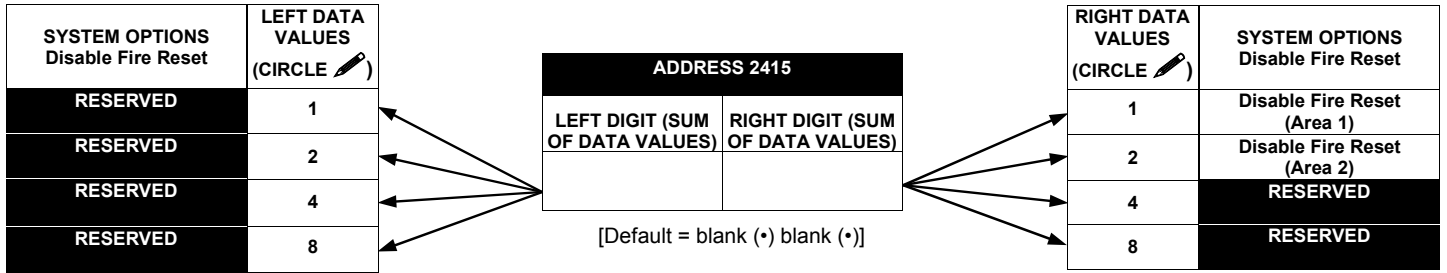 SYSTEM OPTIONS
Disable Fire Reset
LEFT DATA
VALUES
(CIRCLE )
RESERVED
1
RESERVED
2
RESERVED
4
RESERVED
8
ADDRESS 2415
LEFT DIGIT (SUM
OF DATA VALUES)
RIGHT DIGIT (SUM
OF DATA VALUES)
[Default = blank (•) blank (•)]
RIGHT DATA
VALUES
(CIRCLE )
SYSTEM OPTIONS
Disable Fire Reset
1
Disable Fire Reset
(Area 1)
2
Disable Fire Reset
(Area 2)
4
RESERVED
8
RESERVED